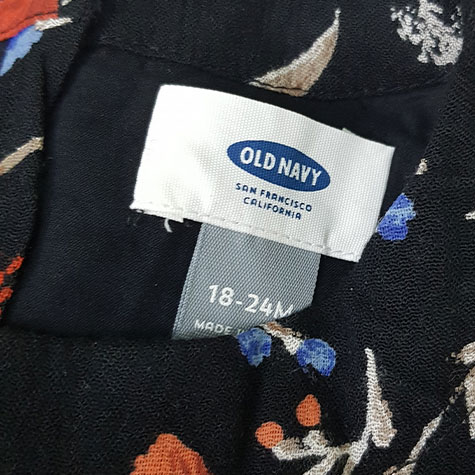 OLD NAVY
SAN FRANCISCO
CALIFORNIA
18-24M
MADE